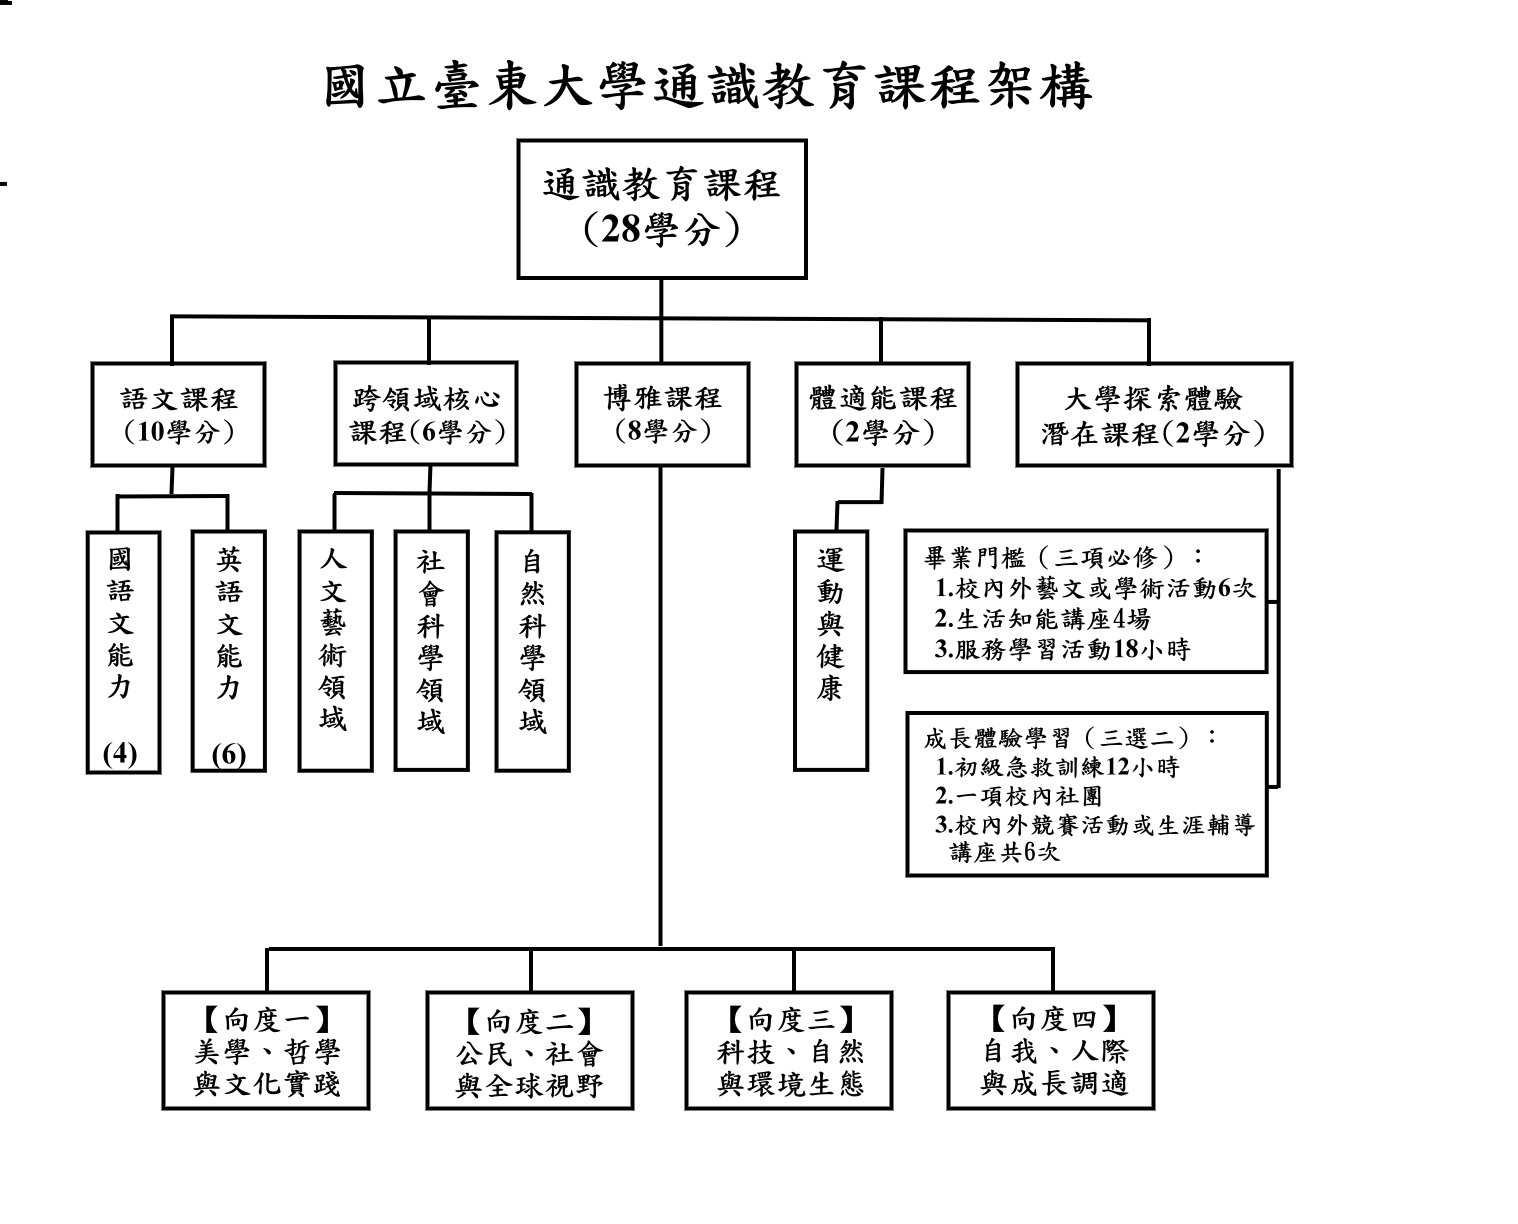 國立臺東大學通識教育課程架構
通識教育課程
(28學分)
語文課程
(10學分)
跨領域核心
課程(6學分)
博雅課程
(8學分)
體適能課程
(2學分)
大學探索體驗
潛在課程(2學分)
國語文能力
(4)
英語文能力
(6)
人文藝術領域
社會科學領域
自然科學領域
運動與健康
畢業門檻（三項必修）：
1.校內外藝文或學術活動6次
2.生活知能講座4場
3.服務學習活動18小時
成長體驗學習（三選二）：
1.初級急救訓練12小時
2.一項校內社團
3.校內外競賽活動或生涯輔導
講座共6次
【向度一】
美學、哲學
與文化實踐
【向度二】
公民、社會
與全球視野
【向度三】
科技、自然
與環境生態
【向度四】
自我、人際
與成長調適